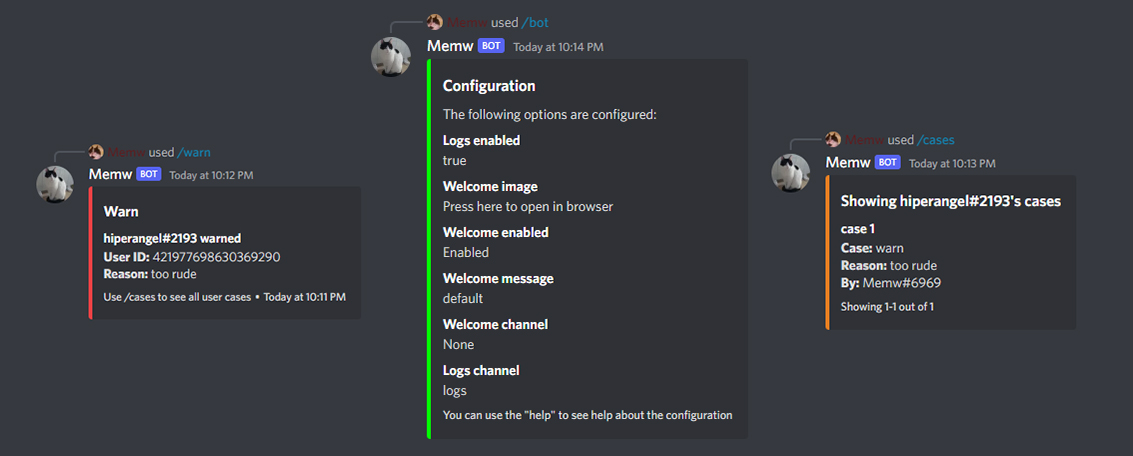 Memw used /warn
Memw BOT Today at 10:12 PM
Warn
hiperangel#2193 warned
User ID: 421977698630369290
Reason: too rude
Use /cases to see all user cases • Today at 10:11 PM
Memw used /bot
Memw BOT Today at 10:14 PM
Configuration
The following options are configured:
Logs enabled
true
Welcome image
Press here to open in browser
Welcome enabled
Enabled
Welcome message
default
Welcome channel
None
Logs channel
logs
You can use the "help" to see help about the configuration
Memw used /cases
Memw BOT Today at 10:13 PM
Showing hiperangel#2193's cases
case 1
Case: warn
Reason: too rude
By: Memw#6969
Showing 1-1 out of 1